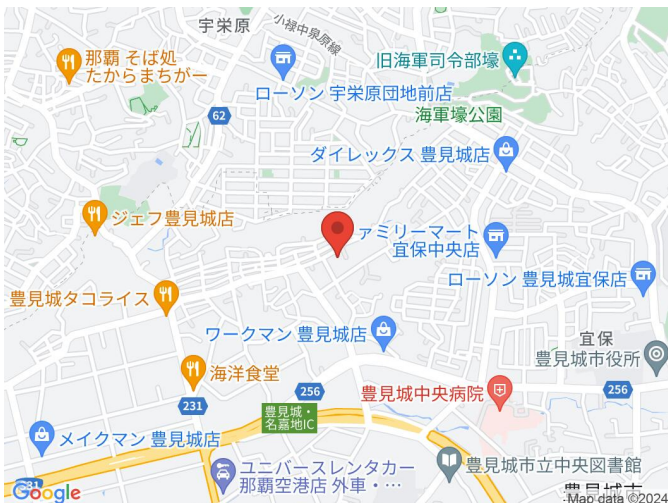 宇栄原
小禄中泉原線
那覇 そば処
たからまちがー
旧海軍司令部壕
ローソン 宇栄原団地前店
海軍壕公園
62
ダイレックス 豊見城店
ジェフ豊見城店
ァミリーマート
宜保中央店
ローソン 豊見城宜保店
豊見城タコライス
ワークマン 豊見城店
宜保
豊見城市役所
海洋食堂
256
豊見城中央病院
256
231
豊見城・
名嘉地IC
メイクマン 豊見城店
ユニバースレンタカー
那覇空港店 外車・…
豊見城市立中央図書館
31
Google
豊見城市
Map data ©2024